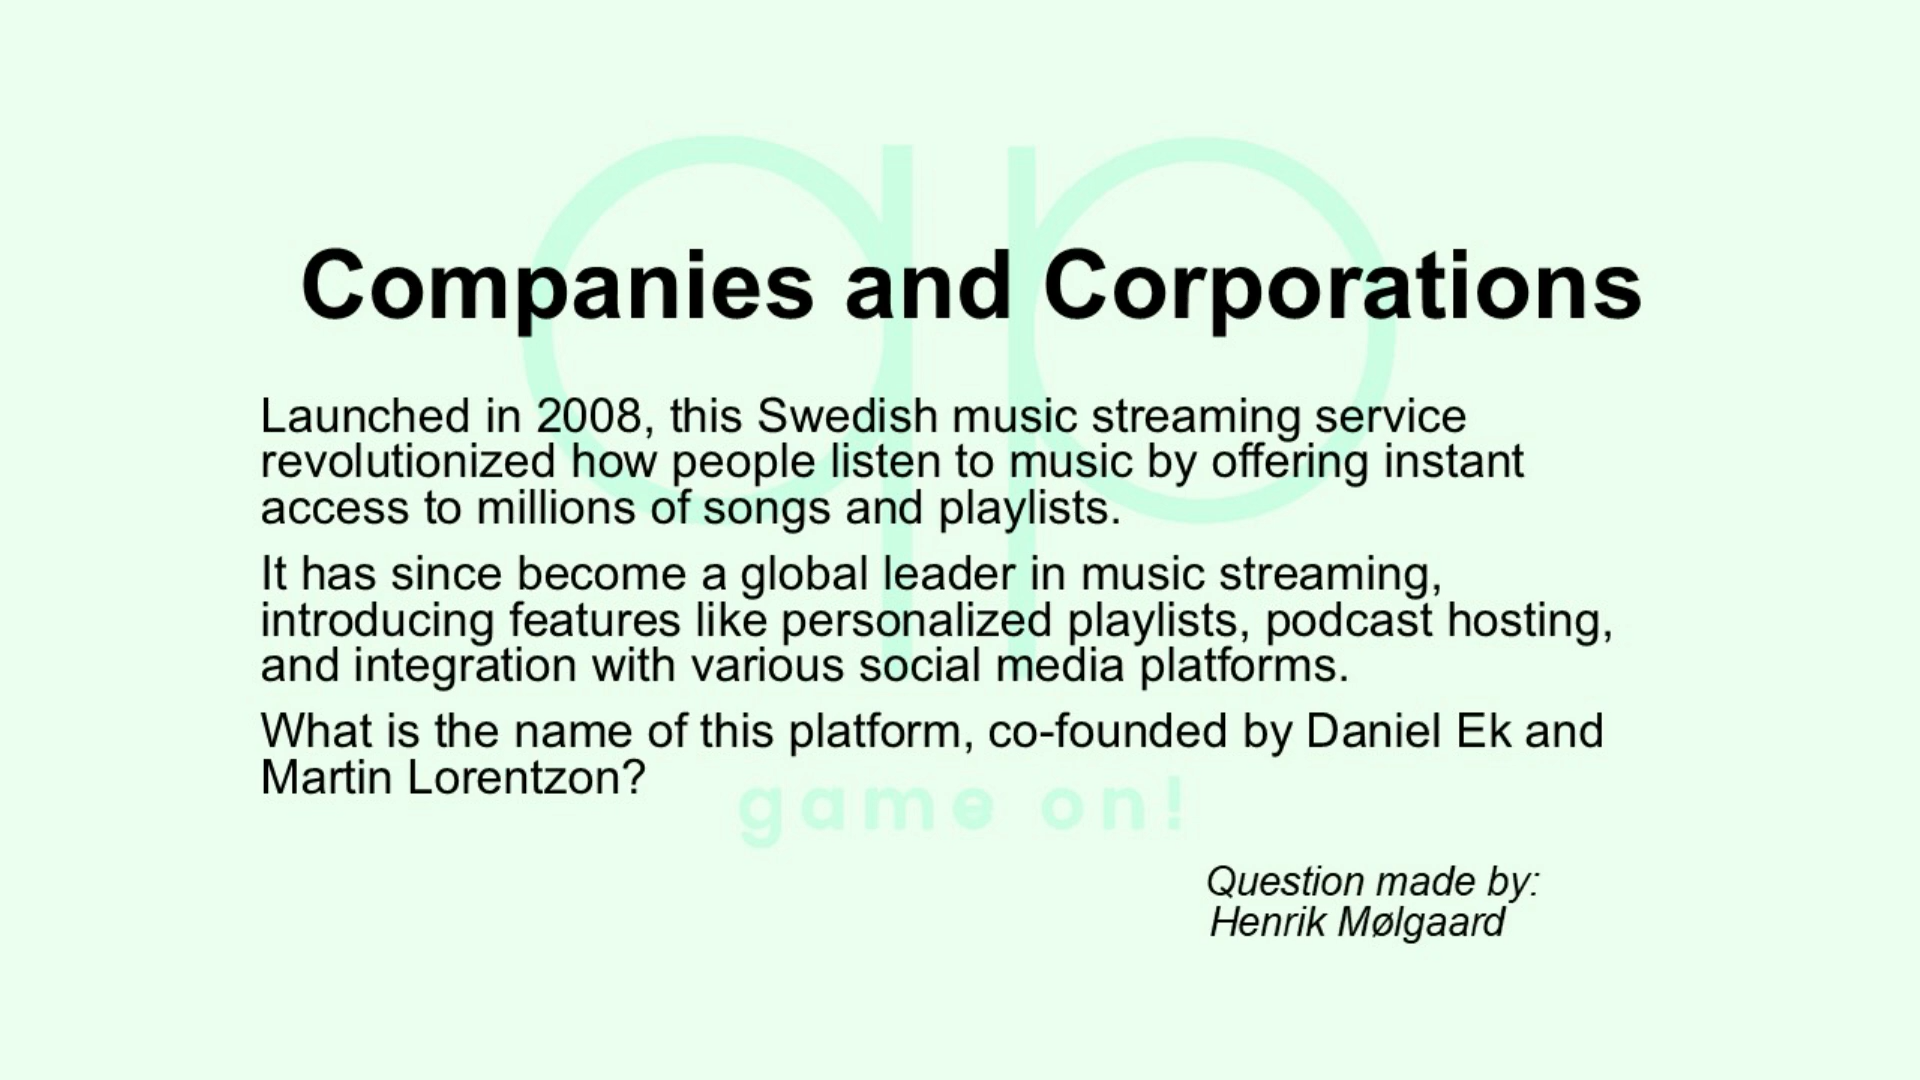 Companies and Corporations
Launched in 2008, this Swedish music streaming service
revolutionized how people listen to music by offering instant
access to millions of songs and playlists.
It has since become a global leader in music streaming,
introducing features like personalized playlists, podcast hosting,
and integration with various social media platforms.
What is the name of this platform, co-founded by Daniel Ek and
Martin Lorentzon?
game on!
Question made by:
Henrik Mølgaard